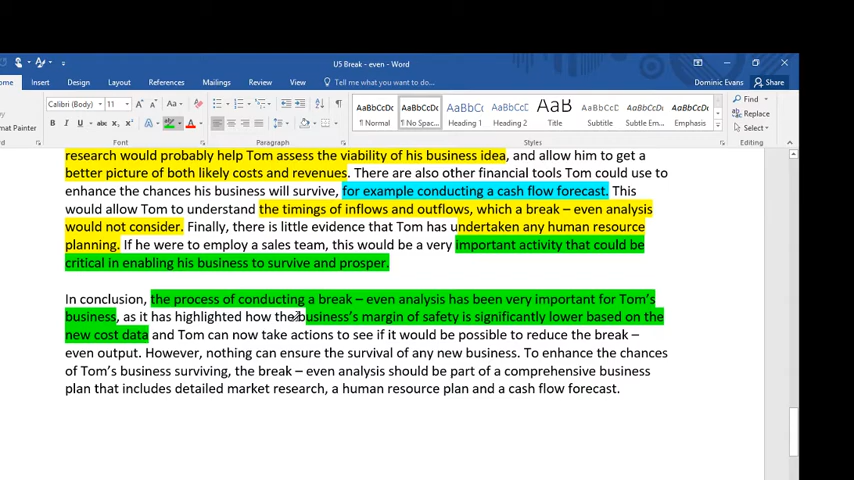 U5 Break - even - Word
ome Insert Design Layout References Mailings Review View Tell me what you want to do... Dominic Evans Share
Calibri (Body) 11 A A Aa ¶ AaBbCcDc AaBbCcDc AaBbCc AaBbCcD AaB AaBbCcD AaBbCcDc AaBbCcDc Find
Replace
mat Painter B I U abc x₂ x² A ¶ Normal ¶ No Spac... Heading 1 Heading 2 Title Subtitle Subtle Em... Emphasis Select
Font Paragraph Styles Editing
research would probably help Tom assess the viability of his business idea, and allow him to get a
better picture of both likely costs and revenues. There are also other financial tools Tom could use to
enhance the chances his business will survive, for example conducting a cash flow forecast. This
would allow Tom to understand the timings of inflows and outflows, which a break – even analysis
would not consider. Finally, there is little evidence that Tom has undertaken any human resource
planning. If he were to employ a sales team, this would be a very important activity that could be
critical in enabling his business to survive and prosper.
In conclusion, the process of conducting a break – even analysis has been very important for Tom's
business, as it has highlighted how the business's margin of safety is significantly lower based on the
new cost data and Tom can now take actions to see if it would be possible to reduce the break –
even output. However, nothing can ensure the survival of any new business. To enhance the chances
of Tom's business surviving, the break – even analysis should be part of a comprehensive business
plan that includes detailed market research, a human resource plan and a cash flow forecast.